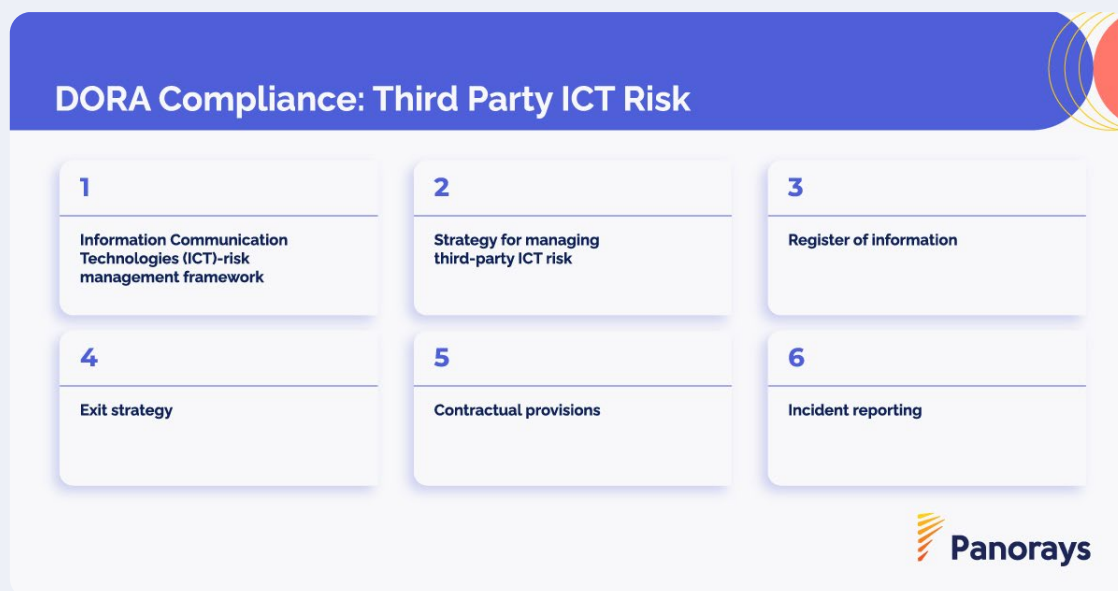 DORA Compliance: Third Party ICT Risk
1
Information Communication
Technologies (ICT)-risk
management framework
2
Strategy for managing
third-party ICT risk
3
Register of information
4
Exit strategy
5
Contractual provisions
6
Incident reporting
Panorays